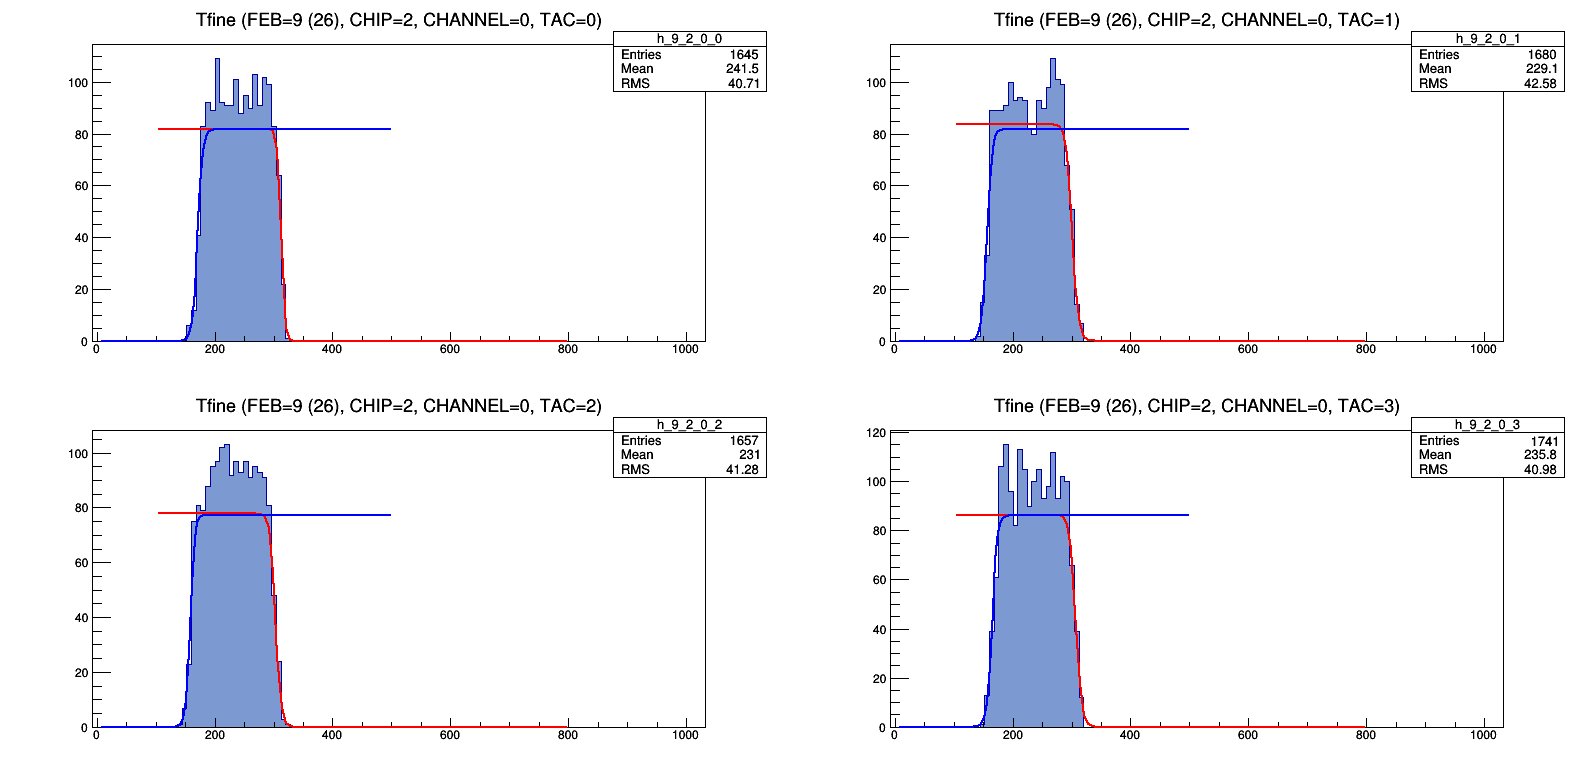 Tfine (FEB=9 (26), CHIP=2, CHANNEL=0, TAC=0)
h_9_2_0_0
Entries 1645
Mean 241.5
RMS 40.71
100
80
60
40
20
0
0 200 400 600 800 1000
Tfine (FEB=9 (26), CHIP=2, CHANNEL=0, TAC=1)
h_9_2_0_1
Entries 1680
Mean 229.1
RMS 42.58
100
80
60
40
20
0
0 200 400 600 800 1000
Tfine (FEB=9 (26), CHIP=2, CHANNEL=0, TAC=2)
h_9_2_0_2
Entries 1657
Mean 231
RMS 41.28
100
80
60
40
20
0
0 200 400 600 800 1000
Tfine (FEB=9 (26), CHIP=2, CHANNEL=0, TAC=3)
h_9_2_0_3
Entries 1741
Mean 235.8
RMS 40.98
120
100
80
60
40
20
0
0 200 400 600 800 1000